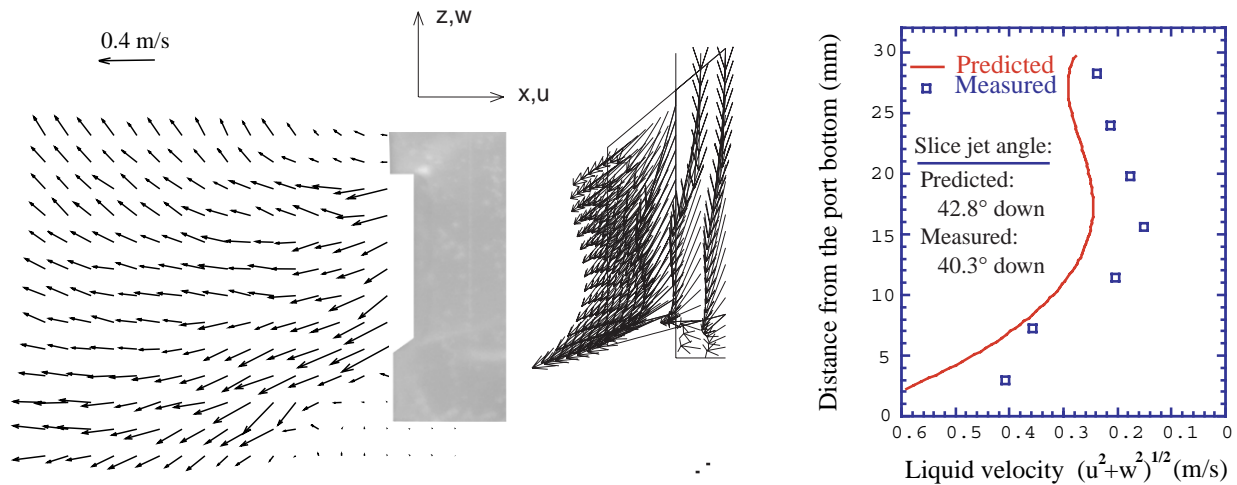 0.4 m/s
z,w
x,u
Distance from the port bottom (mm)
30
25
20
15
10
5
0
Predicted
Measured
Slice jet angle:
Predicted:
42.8° down
Measured:
40.3° down
0.6 0.5 0.4 0.3 0.2 0.1 0
Liquid velocity (u²+w²)^1/2 (m/s)